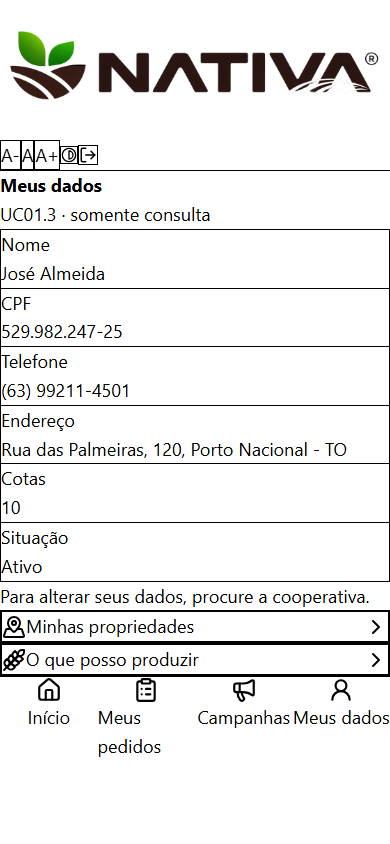 NATIVA®
A- A A+
Meus dados
UC01.3 · somente consulta
Nome
José Almeida
CPF
529.982.247-25
Telefone
(63) 99211-4501
Endereço
Rua das Palmeiras, 120, Porto Nacional - TO
Cotas
10
Situação
Ativo
Para alterar seus dados, procure a cooperativa.
Minhas propriedades
O que posso produzir
Início
Meus
pedidos
Campanhas
Meus dados